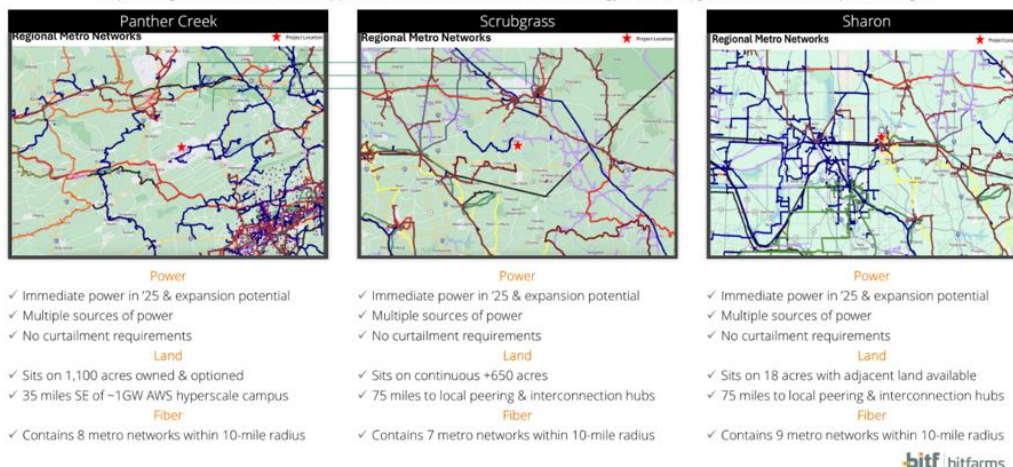 Panther Creek
Regional Metro Networks
Project Location
Power
✓ Immediate power in '25 & expansion potential
✓ Multiple sources of power
✓ No curtailment requirements
Land
✓ Sits on 1,100 acres owned & optioned
✓ 35 miles SE of ~1GW AWS hyperscale campus
Fiber
✓ Contains 8 metro networks within 10-mile radius
Scrubgrass
Regional Metro Networks
Project Location
Power
✓ Immediate power in '25 & expansion potential
✓ Multiple sources of power
✓ No curtailment requirements
Land
✓ Sits on continuous +650 acres
✓ 75 miles to local peering & interconnection hubs
Fiber
✓ Contains 7 metro networks within 10-mile radius
Sharon
Regional Metro Networks
Power
✓ Immediate power in '25 & expansion potential
✓ Multiple sources of power
✓ No curtailment requirements
Land
✓ Sits on 18 acres with adjacent land available
✓ 75 miles to local peering & interconnection hubs
Fiber
✓ Contains 9 metro networks within 10-mile radius
bitf bitfarms